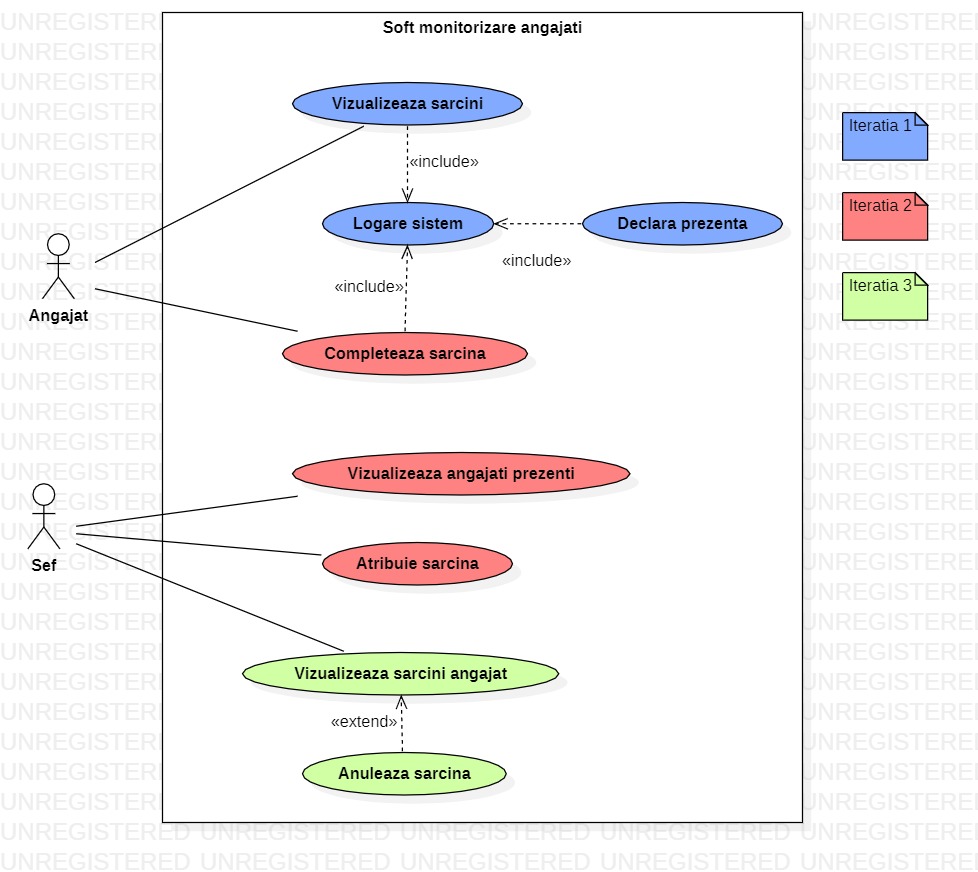 Soft monitorizare angajati
Vizualizeaza sarcini
Iteratia 1
«include»
Iteratia 2
Logare sistem
Declara prezenta
«include»
Iteratia 3
«include»
Angajat
Completeaza sarcina
Vizualizeaza angajati prezenti
Sef
Atribuie sarcina
Vizualizeaza sarcini angajat
«extend»
Anuleaza sarcina
UNREGISTERED UNREGISTERED UNREGISTERED UNREGISTERED UNREGISTERED